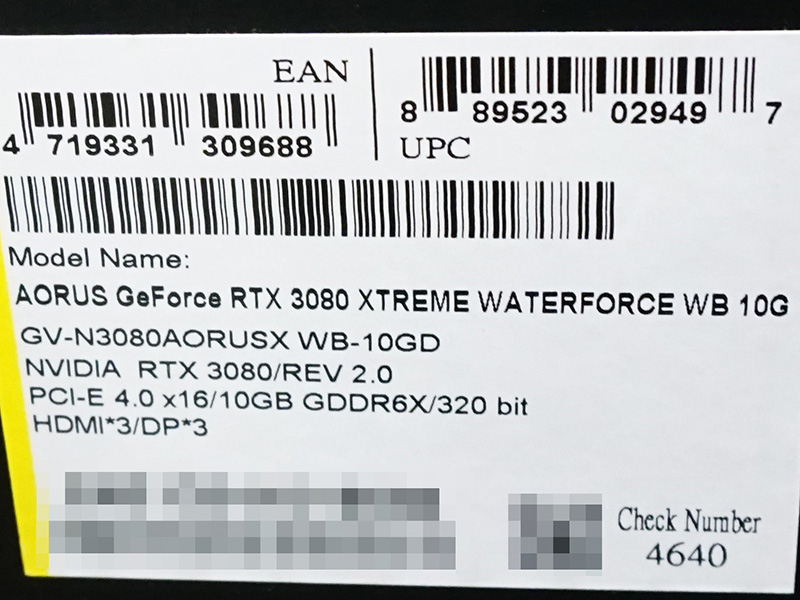 EAN
4 719331 309688
8 89523 02949 7
UPC
Model Name:
AORUS GeForce RTX 3080 XTREME WATERFORCE WB 10G
GV-N3080AORUSX WB-10GD
NVIDIA RTX 3080/REV 2.0
PCI-E 4.0 x16/10GB GDDR6X/320 bit
HDMI*3/DP*3
Check Number
4640